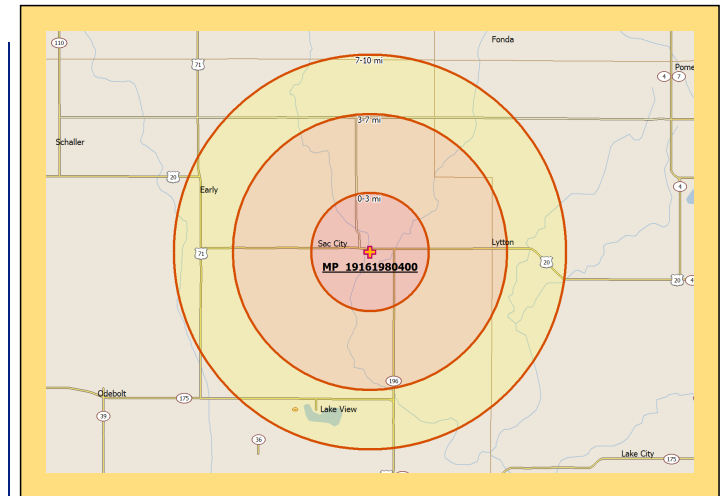 Fonda
110
7-10 mi
71
Pome
4
7
3-7 mi
Schaller
20
Early
4
0-3 mi
Sac City
Lytton
71
MP_19161980400
20
20
4
196
Odebolt
175
Lake View
39
36
Lake City
175